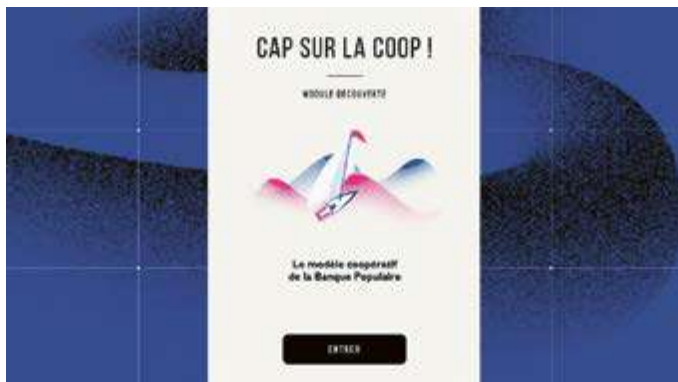 CAP SUR LA COOP !
MODULE DÉCOUVERTE
Le modèle coopératif
de la Banque Populaire
ENTRER